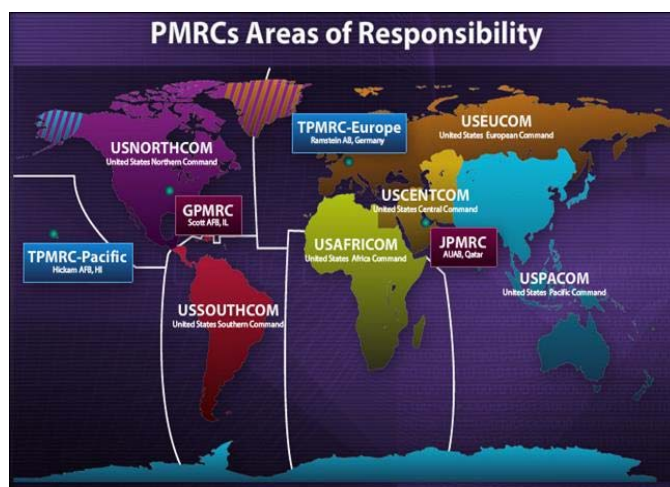 PMRCs Areas of Responsibility
USNORTHCOM
United States Northern Command
TPMRC-Europe
Ramstein AB, Germany
USEUCOM
United States European Command
GPMRC
Scott AFB, IL
USCENTCOM
United States Central Command
TPMRC-Pacific
Hickam AFB, HI
USAFRICOM
United States Africa Command
JPMRC
AUAB, Qatar
USSOUTHCOM
United States Southern Command
USPACOM
United States Pacific Command